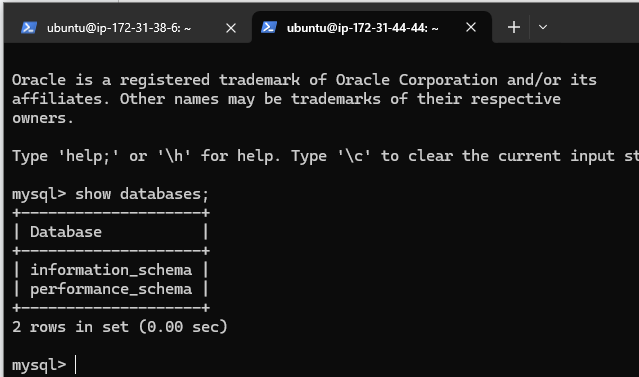 ubuntu@ip-172-31-38-6: ~
ubuntu@ip-172-31-44-44: ~
Oracle is a registered trademark of Oracle Corporation and/or its
affiliates. Other names may be trademarks of their respective
owners.
Type 'help;' or '\h' for help. Type '\c' to clear the current input st
mysql> show databases;
+--------------------+
| Database           |
+--------------------+
| information_schema |
| performance_schema |
+--------------------+
2 rows in set (0.00 sec)
mysql>